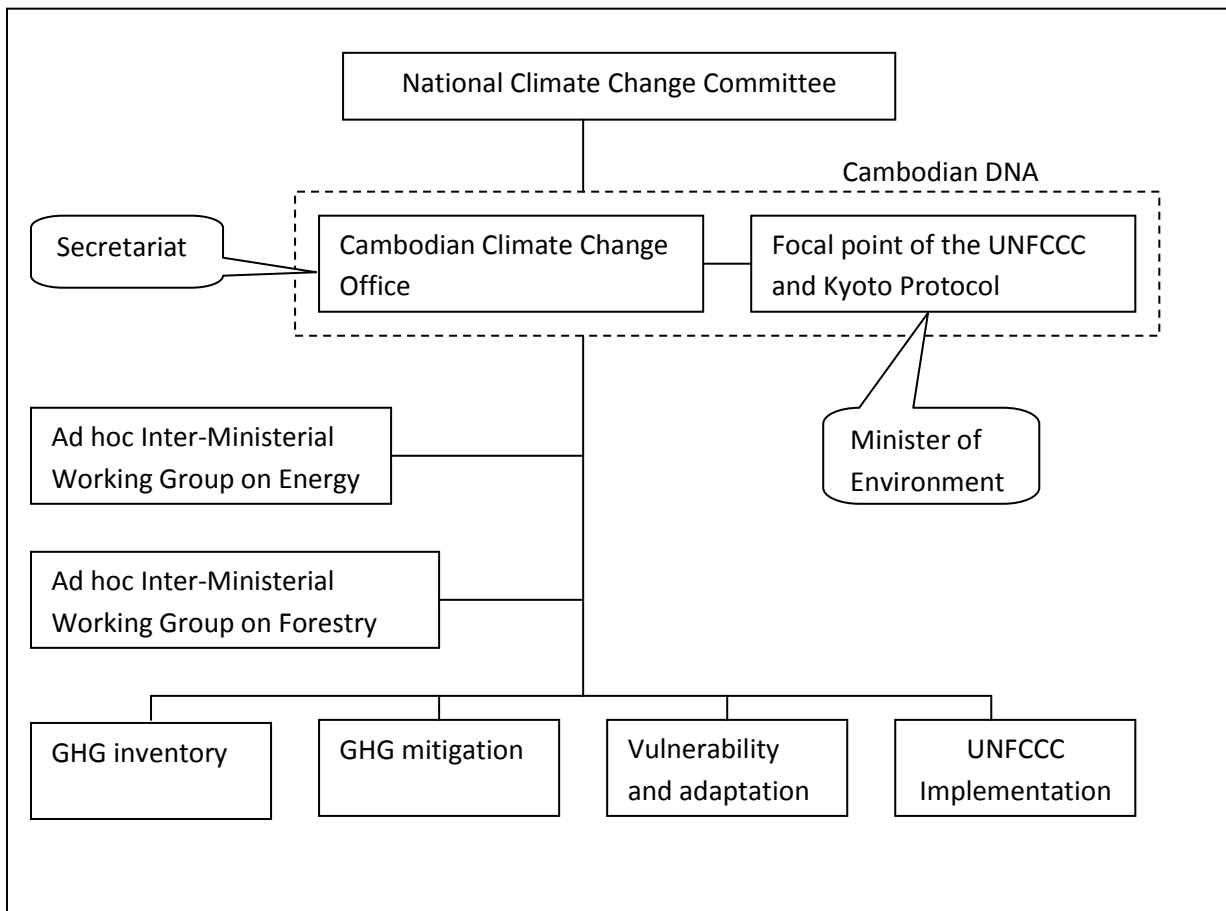 National Climate Change Committee
Cambodian DNA
Secretariat
Cambodian Climate Change
Office
Focal point of the UNFCCC
and Kyoto Protocol
Ad hoc Inter-Ministerial
Working Group on Energy
Minister of
Environment
Ad hoc Inter-Ministerial
Working Group on Forestry
GHG inventory
GHG mitigation
Vulnerability
and adaptation
UNFCCC
Implementation